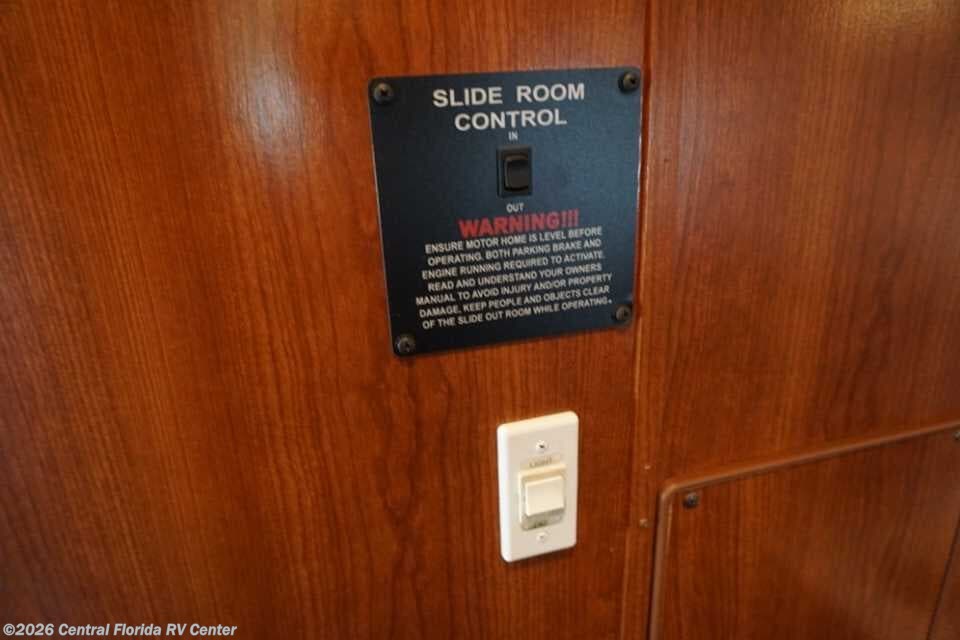 SLIDE ROOM
CONTROL
IN
OUT
WARNING!!!
ENSURE MOTOR HOME IS LEVEL BEFORE
OPERATING, BOTH PARKING BRAKE AND
ENGINE RUNNING REQUIRED TO ACTIVATE.
READ AND UNDERSTAND YOUR OWNERS
MANUAL TO AVOID INJURY AND/OR PROPERTY
DAMAGE, KEEP PEOPLE AND OBJECTS CLEAR
OF THE SLIDE OUT ROOM WHILE OPERATING.
LIGHT
©2026 Central Florida RV Center